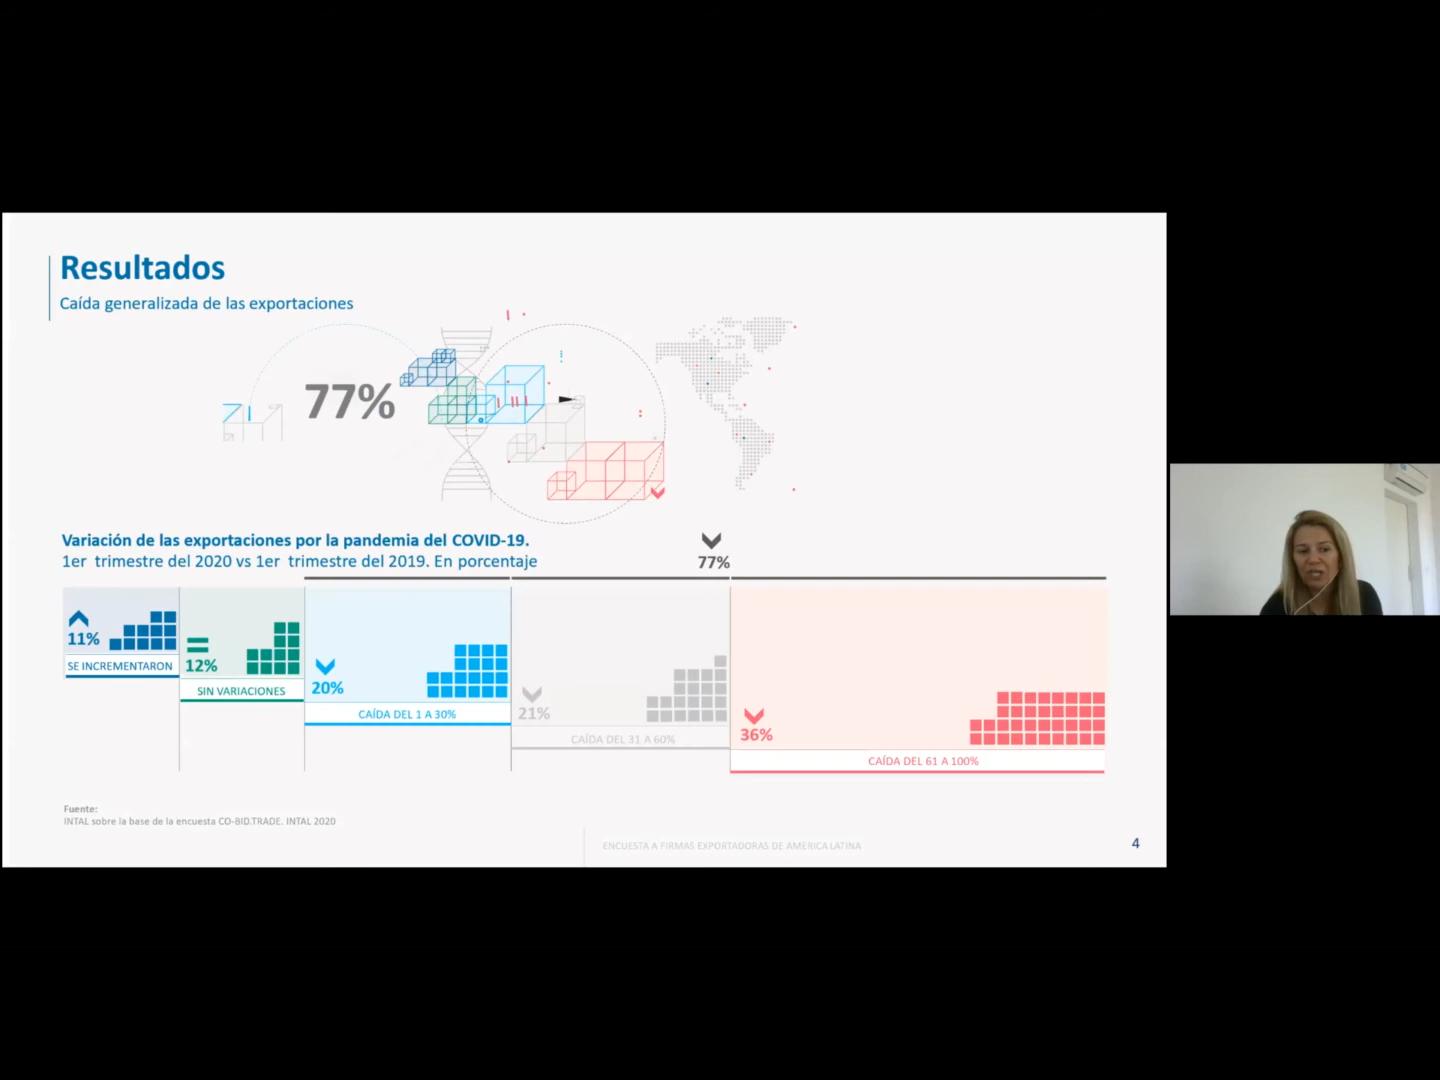 Resultados
Caída generalizada de las exportaciones
77%
Variación de las exportaciones por la pandemia del COVID-19.
1er trimestre del 2020 vs 1er trimestre del 2019. En porcentaje
77%
11%
SE INCREMENTARON
12%
SIN VARIACIONES
20%
CAÍDA DEL 1 A 30%
21%
CAÍDA DEL 31 A 60%
36%
CAÍDA DEL 61 A 100%
Fuente:
INTAL sobre la base de la encuesta CO-BID.TRADE. INTAL 2020
ENCUESTA A FIRMAS EXPORTADORAS DE AMERICA LATINA
4